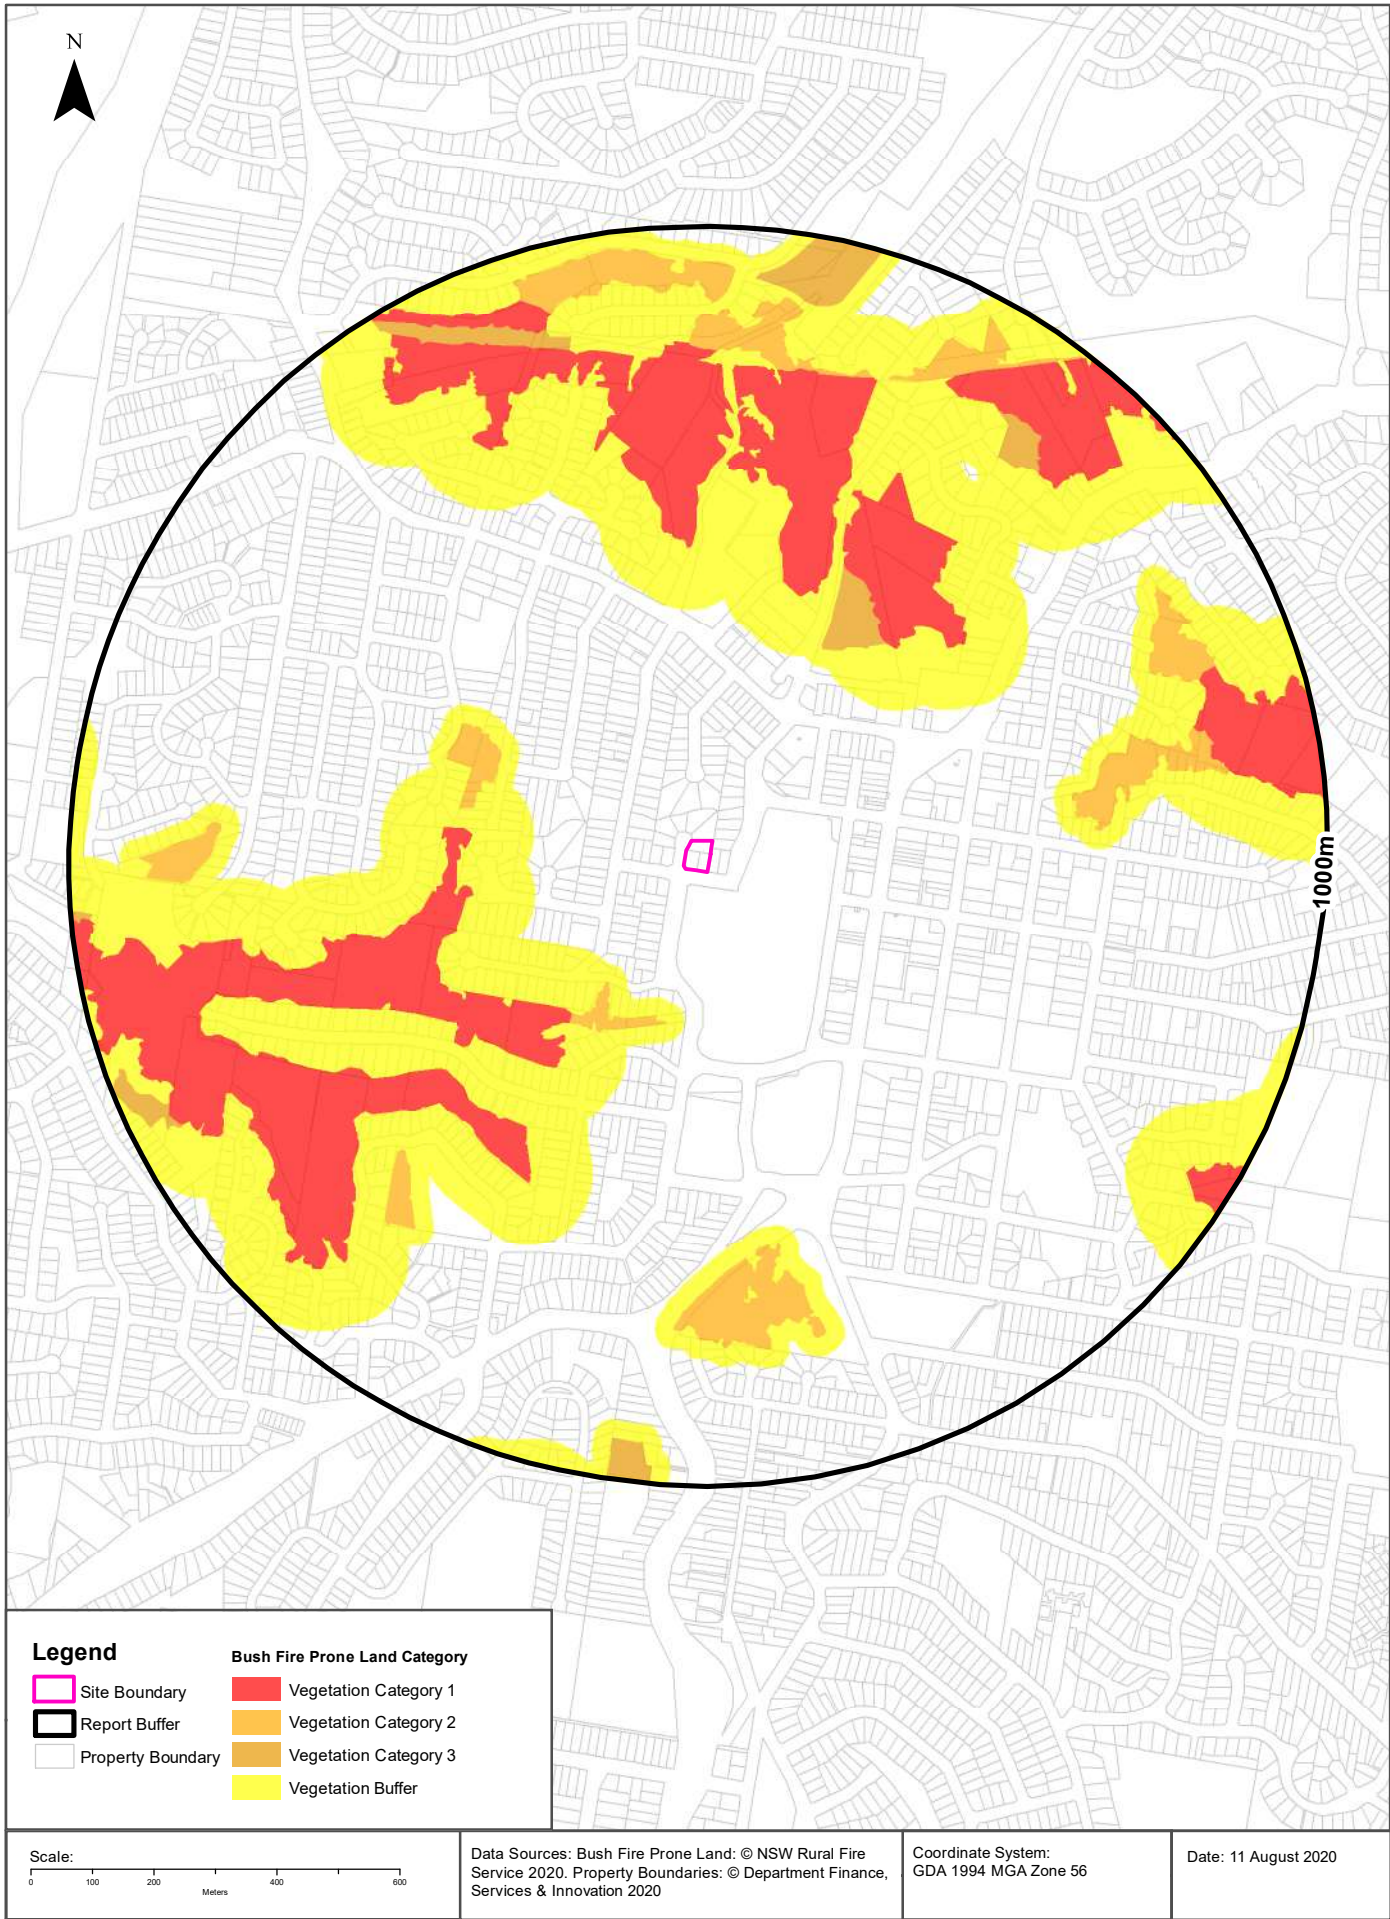 N
1000m
Legend
Site Boundary
Report Buffer
Property Boundary
Bush Fire Prone Land Category
Vegetation Category 1
Vegetation Category 2
Vegetation Category 3
Vegetation Buffer
Scale:
0 100 200 400 600
Meters
Data Sources: Bush Fire Prone Land: © NSW Rural Fire
Service 2020. Property Boundaries: © Department Finance,
Services & Innovation 2020
Coordinate System:
GDA 1994 MGA Zone 56
Date: 11 August 2020